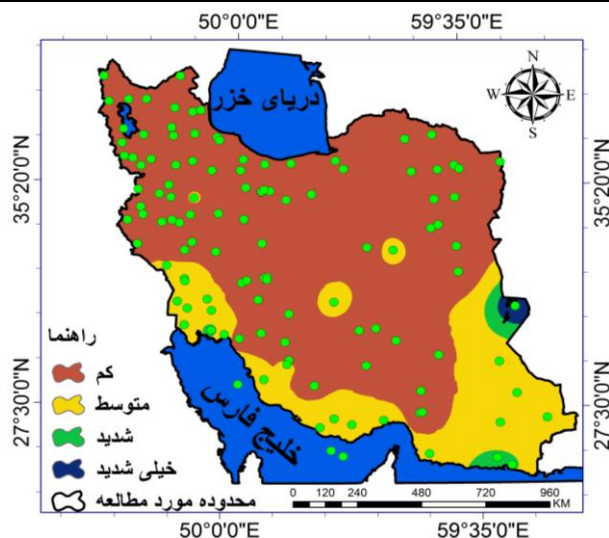 50°0'0"E 59°35'0"E
دریای خزر
N
W E
S
35°20'0"N 35°20'0"N
راهنما
کم
متوسط
شدید
خیلی شدید
محدوده مورد مطالعه
خلیج فارس
27°30'0"N 27°30'0"N
0 120 240 480 720 960
KM
50°0'0"E 59°35'0"E